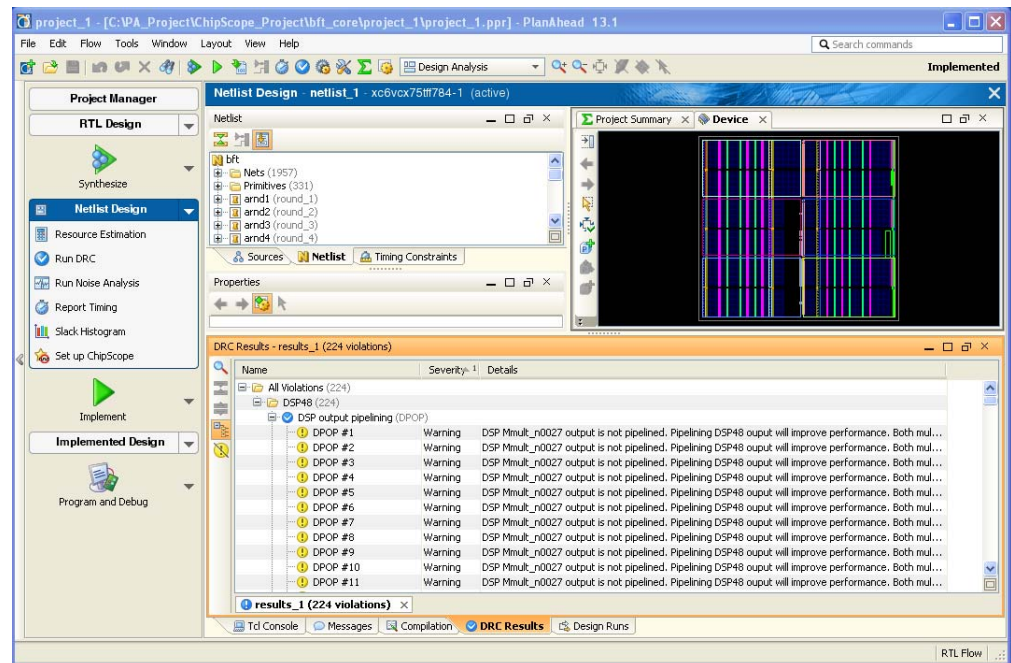 project_1 - [C:\PA_Project\ChipScope_Project\bft_core\project_1\project_1.ppr] - PlanAhead 13.1
File Edit Flow Tools Window Layout View Help
Search commands
Design Analysis
Implemented
Project Manager
RTL Design
Synthesize
Netlist Design
Resource Estimation
Run DRC
Run Noise Analysis
Report Timing
Slack Histogram
Set up ChipScope
Implement
Implemented Design
Program and Debug
Netlist Design - netlist_1 - xc6vcx75tff784-1 (active)
Netlist
bft
Nets (1957)
Primitives (331)
arnd1 (round_1)
arnd2 (round_2)
arnd3 (round_3)
arnd4 (round_4)
Sources Netlist Timing Constraints
Properties
Project Summary Device
DRC Results - results_1 (224 violations)
Name Severity 1 Details
All Violations (224)
DSP48 (224)
DSP output pipelining (DPOP)
DPOP #1 Warning DSP Mmult_n0027 output is not pipelined. Pipelining DSP48 ouput will improve performance. Both mul...
DPOP #2 Warning DSP Mmult_n0027 output is not pipelined. Pipelining DSP48 ouput will improve performance. Both mul...
DPOP #3 Warning DSP Mmult_n0027 output is not pipelined. Pipelining DSP48 ouput will improve performance. Both mul...
DPOP #4 Warning DSP Mmult_n0027 output is not pipelined. Pipelining DSP48 ouput will improve performance. Both mul...
DPOP #5 Warning DSP Mmult_n0027 output is not pipelined. Pipelining DSP48 ouput will improve performance. Both mul...
DPOP #6 Warning DSP Mmult_n0027 output is not pipelined. Pipelining DSP48 ouput will improve performance. Both mul...
DPOP #7 Warning DSP Mmult_n0027 output is not pipelined. Pipelining DSP48 ouput will improve performance. Both mul...
DPOP #8 Warning DSP Mmult_n0027 output is not pipelined. Pipelining DSP48 ouput will improve performance. Both mul...
DPOP #9 Warning DSP Mmult_n0027 output is not pipelined. Pipelining DSP48 ouput will improve performance. Both mul...
DPOP #10 Warning DSP Mmult_n0027 output is not pipelined. Pipelining DSP48 ouput will improve performance. Both mul...
DPOP #11 Warning DSP Mmult_n0027 output is not pipelined. Pipelining DSP48 ouput will improve performance. Both mul...
results_1 (224 violations)
Tcl Console Messages Compilation DRC Results Design Runs
RTL Flow